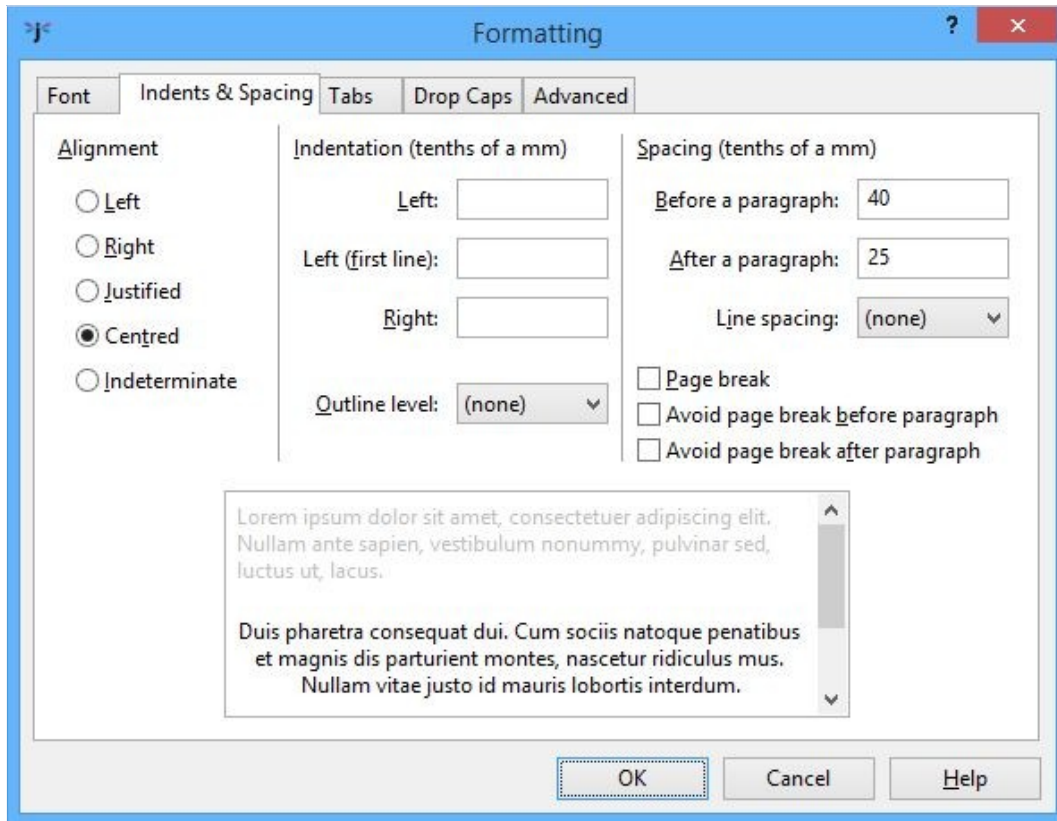 Formatting
?
Font Indents & Spacing Tabs Drop Caps Advanced
Alignment
Left
Right
Justified
Centred
Indeterminate
Indentation (tenths of a mm)
Left:
Left (first line):
Right:
Outline level: (none)
Spacing (tenths of a mm)
Before a paragraph: 40
After a paragraph: 25
Line spacing: (none)
Page break
Avoid page break before paragraph
Avoid page break after paragraph
Lorem ipsum dolor sit amet, consectetuer adipiscing elit.
Nullam ante sapien, vestibulum nonummy, pulvinar sed,
luctus ut, lacus.
Duis pharetra consequat dui. Cum sociis natoque penatibus
et magnis dis parturient montes, nascetur ridiculus mus.
Nullam vitae justo id mauris lobortis interdum.
OK Cancel Help